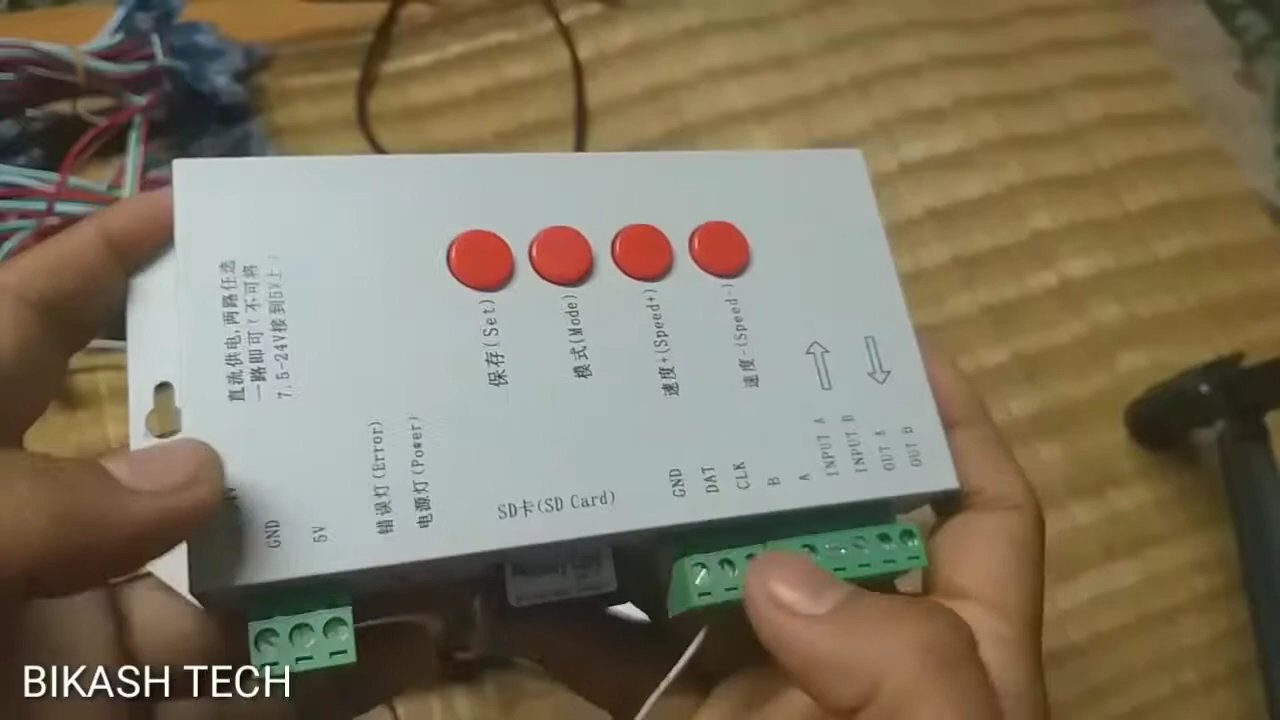 直流供电,两路任选
一路即可(不可将
7.5-24V接到5V上)
保存(Set)
模式(Mode)
速度+(Speed+)
速度-(Speed-)
GND
5V
错误灯(Error)
电源灯(Power)
SD卡(SD Card)
GND
DAT
CLK
B
A
INPUT A
INPUT B
OUT A
OUT B
BIKASH TECH